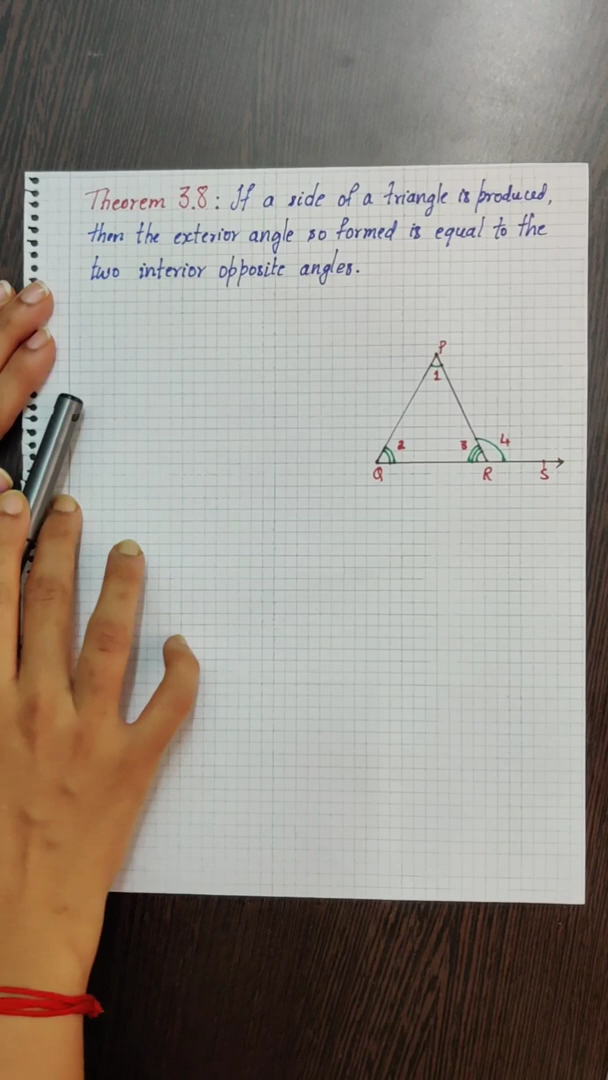 Theorem 3.8: If a side of a triangle is produced,
then the exterior angle so formed is equal to the
two interior opposite angles.
P
1
2
3
4
Q
R
S